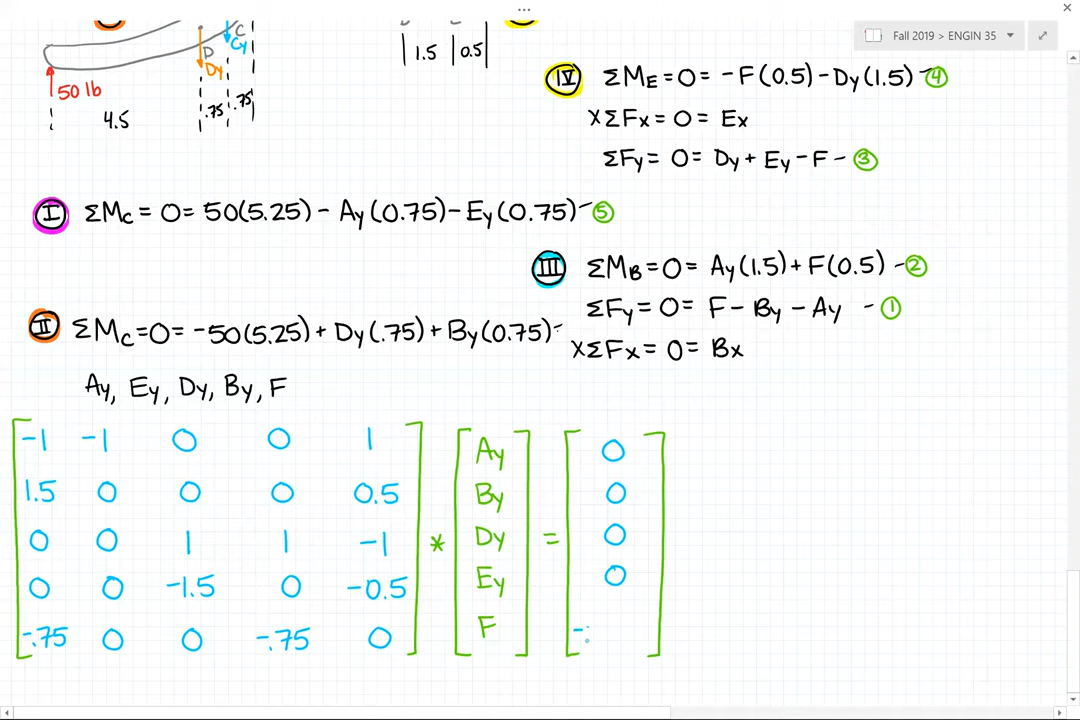 Fall 2019 > ENGIN 35
C
Cy
D
Dy
50 lb
4.5
.75
.75
1.5 0.5
IV ΣM_E = 0 = -F(0.5) - Dy(1.5) - ④
xΣFx = 0 = Ex
ΣFy = 0 = Dy + Ey - F - ③
I ΣMc = 0 = 50(5.25) - Ay(0.75) - Ey(0.75) - ⑤
III ΣM_B = 0 = Ay(1.5) + F(0.5) - ②
ΣFy = 0 = F - By - Ay - ①
II ΣMc = 0 = -50(5.25) + Dy(.75) + By(0.75) -
xΣFx = 0 = Bx
Ay, Ey, Dy, By, F
-1 -1 0 0 1 Ay 0
1.5 0 0 0 0.5 By 0
0 0 1 1 -1 * Dy = 0
0 0 -1.5 0 -0.5 Ey 0
-.75 0 0 -.75 0 F -